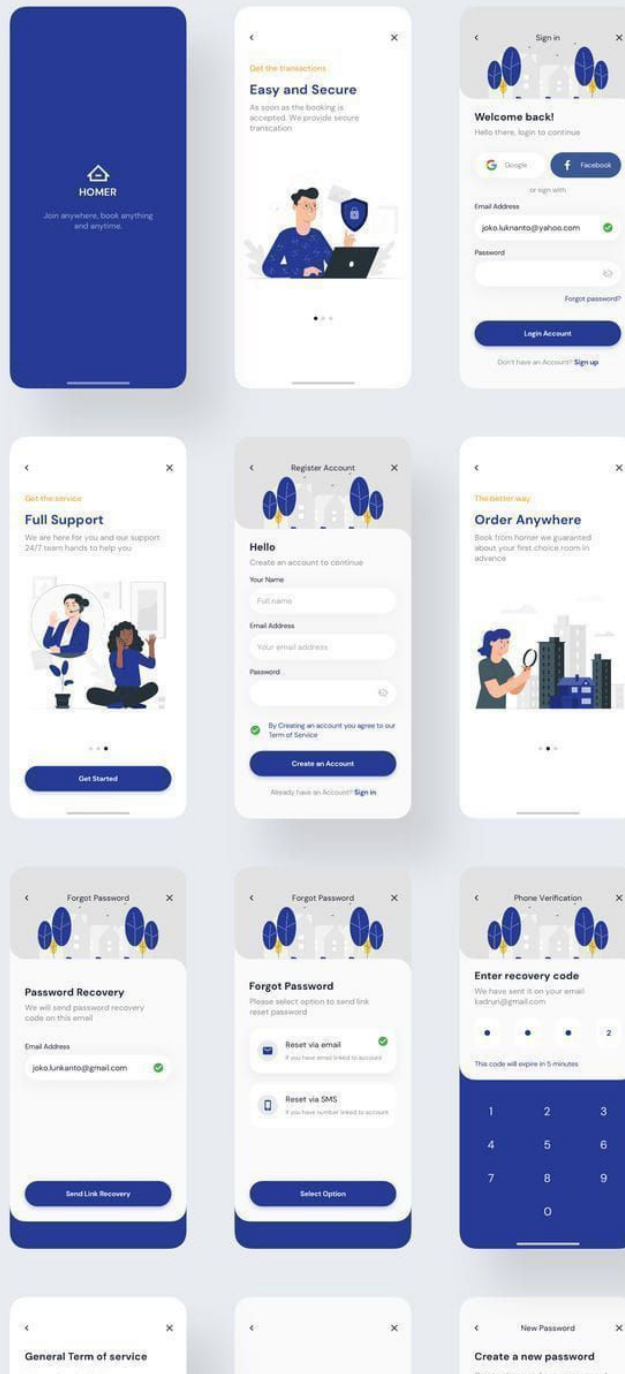 HOMER
Join anywhere, book anything
and anytime.
Get the transactions
Easy and Secure
As soon as the booking is
accepted. We provide secure
transcation
Sign in
Welcome back!
Hello there, login to continue
Google
Facebook
or sign with
Email Address
joko.luknanto@yahoo.com
Password
Forgot password?
Login Account
Don't have an Account? Sign up
Get the service
Full Support
We are here for you and our support
24/7 team hands to help you
Get Started
Register Account
Hello
Create an account to continue
Your Name
Full name
Email Address
Your email address
Password
By Creating an account you agree to our
Term of Service
Create an Account
Already have an Account? Sign in
The better way
Order Anywhere
Book from homer we guaranted
about your first choice room in
advance
Forgot Password
Password Recovery
We will send password recovery
code on this email
Email Address
joko.lunkanto@gmail.com
Send Link Recovery
Forgot Password
Forgot Password
Please select option to send link
reset password
Reset via email
If you have email linked to account
Reset via SMS
If you have number linked to account
Select Option
Phone Verification
Enter recovery code
We have sent it on your email
kadruri@gmail.com
2
This code will expire in 5 minutes
1 2 3
4 5 6
7 8 9
0
General Term of service
New Password
Create a new password